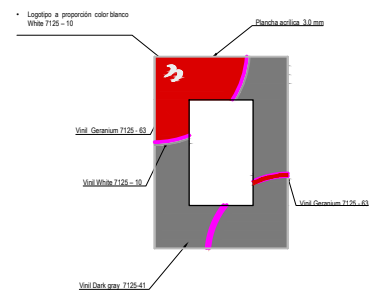 • Logotipo a proporción color blanco
White 7125 – 10
Plancha acrílica 3.0 mm
Vinil Geranium 7125 - 63
Vinil White 7125 – 10
Vinil Geranium 7125 - 63
Vinil Dark gray 7125-41